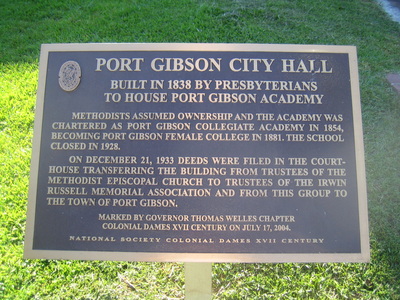 PORT GIBSON CITY HALL
BUILT IN 1838 BY PRESBYTERIANS
TO HOUSE PORT GIBSON ACADEMY
METHODISTS ASSUMED OWNERSHIP AND THE ACADEMY WAS
CHARTERED AS PORT GIBSON COLLEGIATE ACADEMY IN 1854,
BECOMING PORT GIBSON FEMALE COLLEGE IN 1881. THE SCHOOL
CLOSED IN 1928.
ON DECEMBER 21, 1933 DEEDS WERE FILED IN THE COURT-
HOUSE TRANSFERRING THE BUILDING FROM TRUSTEES OF THE
METHODIST EPISCOPAL CHURCH TO TRUSTEES OF THE IRWIN
RUSSELL MEMORIAL ASSOCIATION AND FROM THIS GROUP TO
THE TOWN OF PORT GIBSON.
MARKED BY GOVERNOR THOMAS WELLES CHAPTER
COLONIAL DAMES XVII CENTURY ON JULY 17, 2004.
NATIONAL SOCIETY COLONIAL DAMES XVII CENTURY